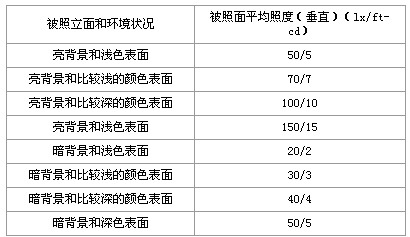 被照立面和环境状况
被照面平均照度（垂直）（lx/ft-
cd）
亮背景和浅色表面
50/5
亮背景和比较浅的颜色表面
70/7
亮背景和比较深的颜色表面
100/10
亮背景和浅色表面
150/15
暗背景和浅色表面
20/2
暗背景和比较浅的颜色表面
30/3
暗背景和比较深的颜色表面
40/4
暗背景和深色表面
50/5